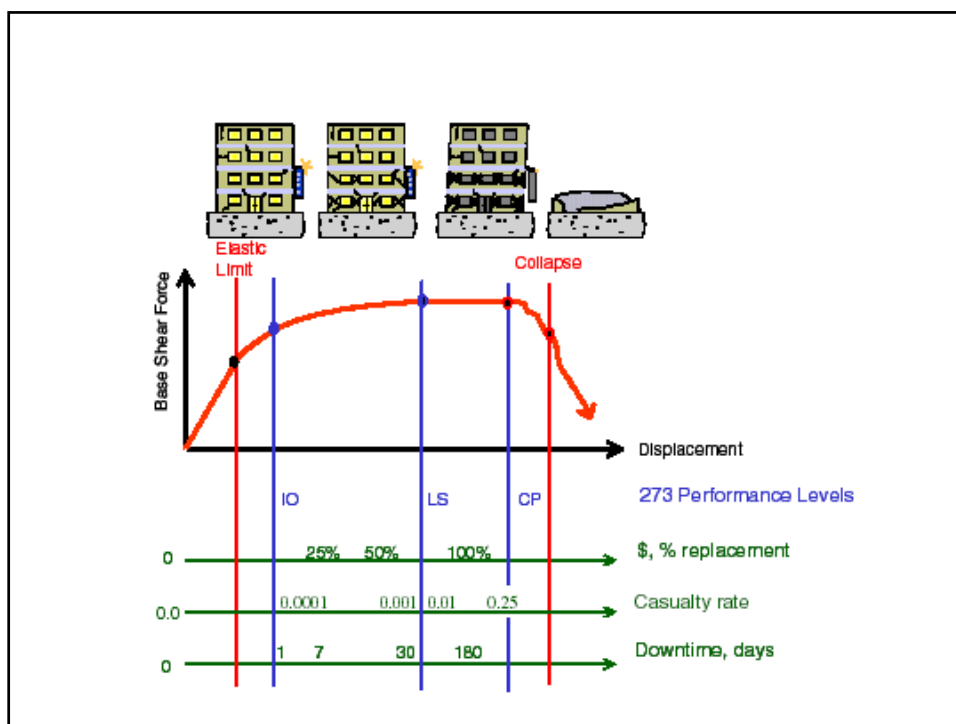 Elastic
Limit
Collapse
Base Shear Force
Displacement
IO LS CP 273 Performance Levels
0 25% 50% 100% $, % replacement
0.0 0.0001 0.001 0.01 0.25 Casualty rate
0 1 7 30 180 Downtime, days